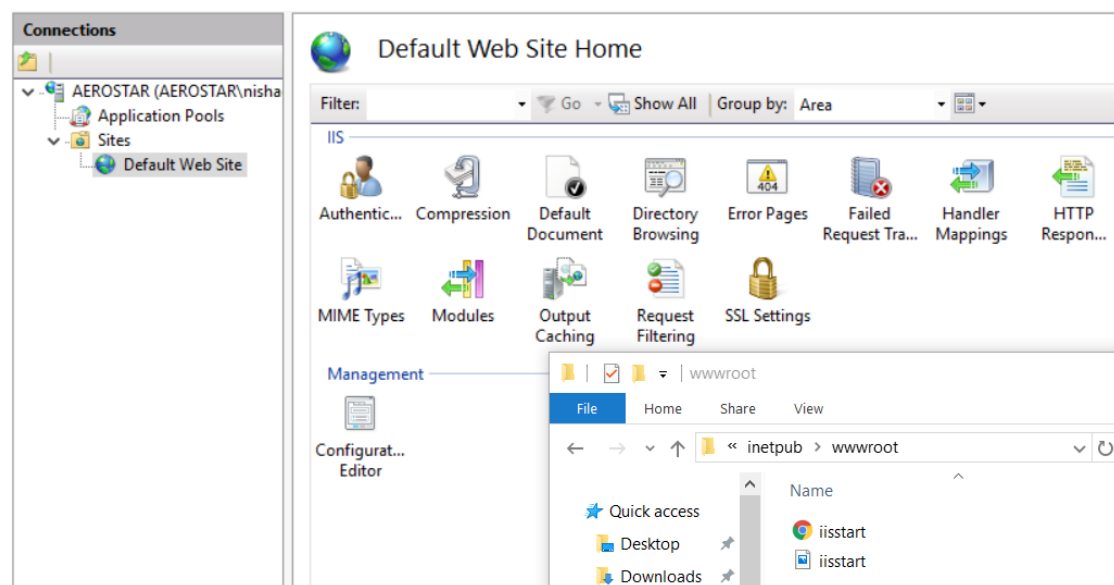 Connections
AEROSTAR (AEROSTAR\nisha
Application Pools
Sites
Default Web Site
Default Web Site Home
Filter:
Go
Show All
Group by:
Area
IIS
Authentic...
Compression
Default
Document
Directory
Browsing
404
Error Pages
Failed
Request Tra...
Handler
Mappings
HTTP
Respon...
MIME Types
Modules
Output
Caching
Request
Filtering
SSL Settings
Management
Configurat...
Editor
wwwroot
File
Home
Share
View
« inetpub > wwwroot
Name
Quick access
Desktop
Downloads
iisstart
iisstart